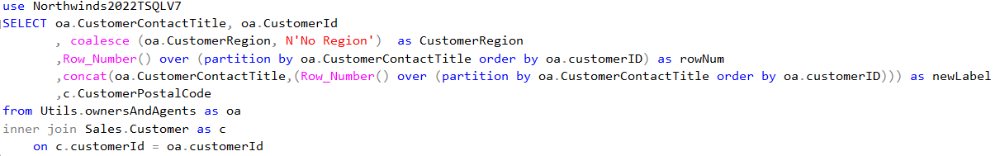 use Northwinds2022TSQLV7
SELECT oa.CustomerContactTitle, oa.CustomerId
, coalesce (oa.CustomerRegion, N'No Region')  as CustomerRegion
,Row_Number() over (partition by oa.CustomerContactTitle order by oa.customerID) as rowNum
,concat(oa.CustomerContactTitle,(Row_Number() over (partition by oa.CustomerContactTitle order by oa.customerID))) as newLabel
,c.CustomerPostalCode
from Utils.ownersAndAgents as oa
inner join Sales.Customer as c
on c.customerId = oa.customerId